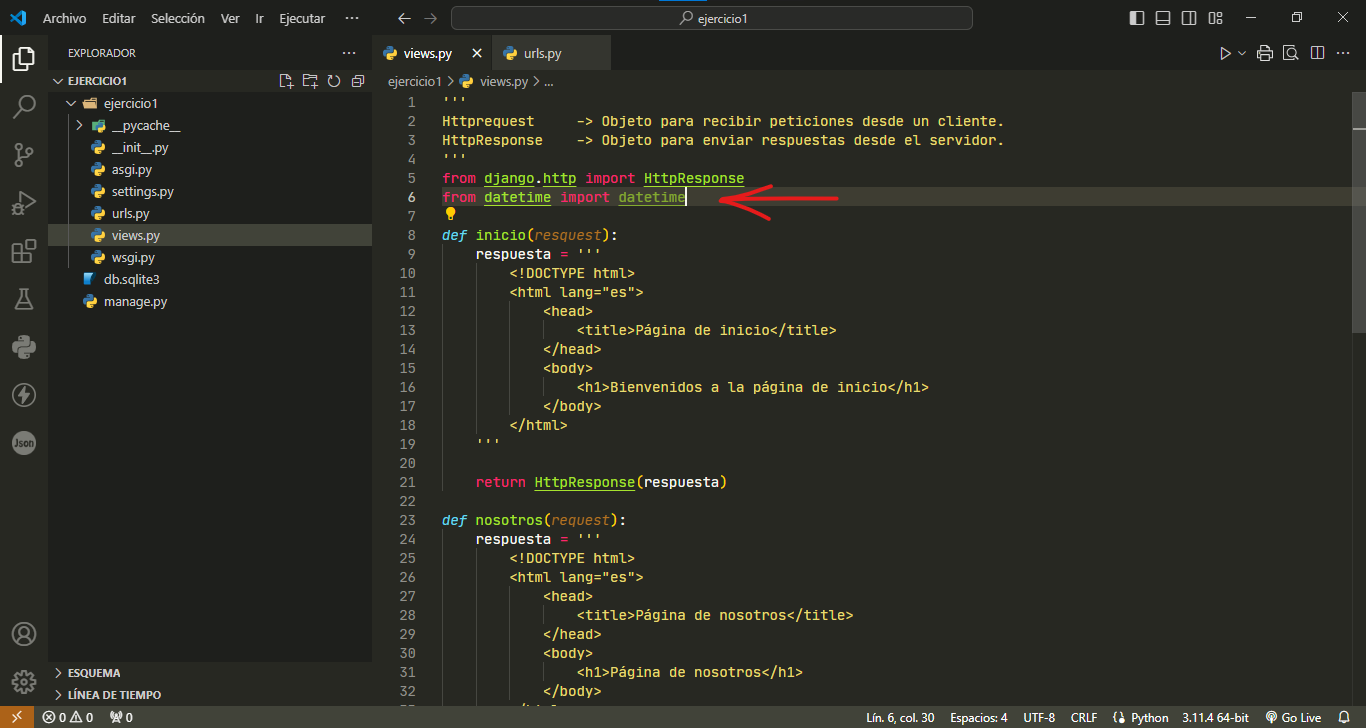 Archivo Editar Selección Ver Ir Ejecutar ··· ejercicio1
EXPLORADOR ···
EJERCICIO1
ejercicio1
__pycache__
__init__.py
asgi.py
settings.py
urls.py
views.py
wsgi.py
db.sqlite3
manage.py
Json
ESQUEMA
LÍNEA DE TIEMPO
views.py urls.py
ejercicio1 > views.py > ...
1 '''
2 Httprequest     -> Objeto para recibir peticiones desde un cliente.
3 HttpResponse    -> Objeto para enviar respuestas desde el servidor.
4 '''
5 from django.http import HttpResponse
6 from datetime import datetime
7
8 def inicio(resquest):
9     respuesta = '''
10         <!DOCTYPE html>
11         <html lang="es">
12             <head>
13                 <title>Página de inicio</title>
14             </head>
15             <body>
16                 <h1>Bienvenidos a la página de inicio</h1>
17             </body>
18         </html>
19     '''
20
21     return HttpResponse(respuesta)
22
23 def nosotros(request):
24     respuesta = '''
25         <!DOCTYPE html>
26         <html lang="es">
27             <head>
28                 <title>Página de nosotros</title>
29             </head>
30             <body>
31                 <h1>Página de nosotros</h1>
32             </body>
0 0 0 Lín. 6, col. 30 Espacios: 4 UTF-8 CRLF Python 3.11.4 64-bit Go Live